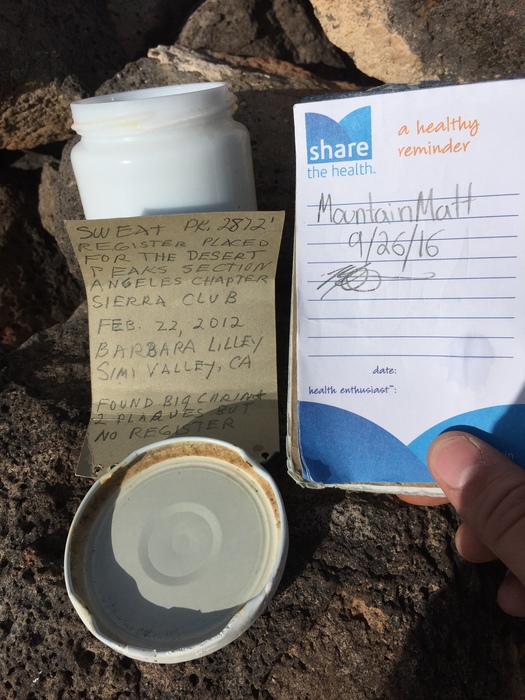 SWEAT PK. 2872'
REGISTER PLACED
FOR THE DESERT
PEAKS SECTION
ANGELES CHAPTER
SIERRA CLUB
FEB. 22, 2012
BARBARA LILLEY
SIMI VALLEY, CA
FOUND BIG CAIRN +
2 PLAQUES BUT
NO REGISTER
share
the health.
a healthy
reminder
MountainMatt
9/26/16
date:
health enthusiast™: